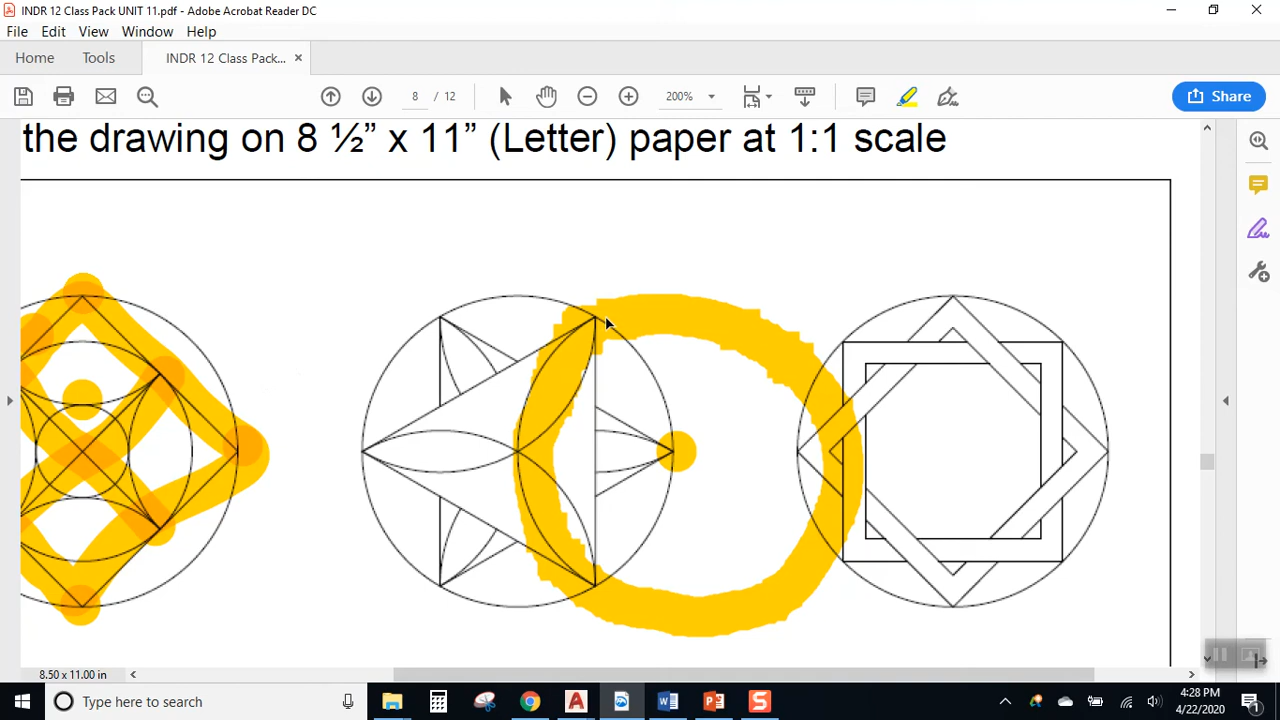 INDR 12 Class Pack UNIT 11.pdf - Adobe Acrobat Reader DC
File Edit View Window Help
Home Tools INDR 12 Class Pack... ×
8 / 12 200% Share
the drawing on 8 ½” x 11” (Letter) paper at 1:1 scale
8.50 x 11.00 in
Type here to search
4:28 PM
4/22/2020
1